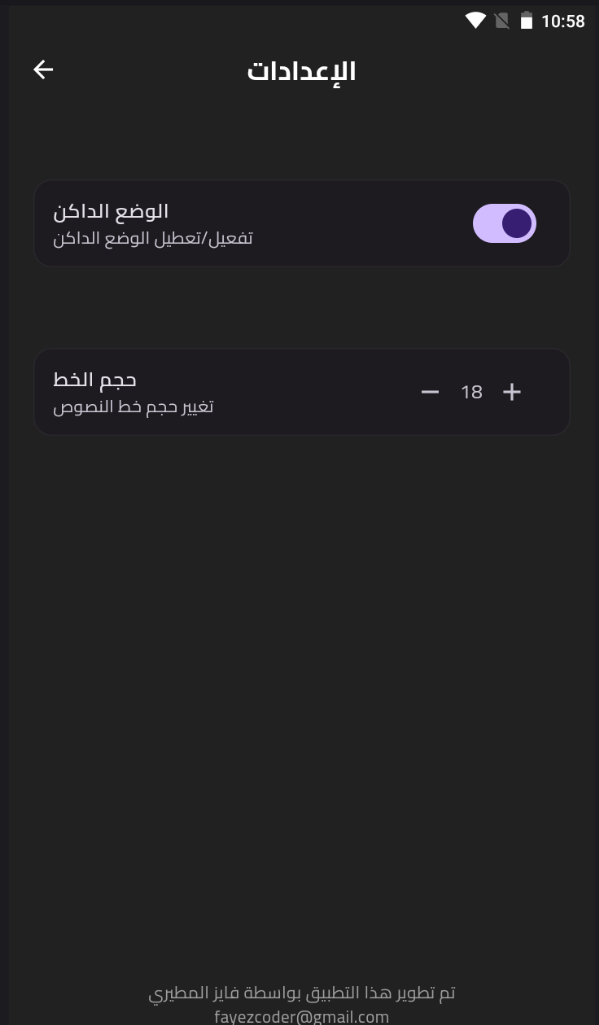 10:58
الإعدادات
الوضع الداكن
تفعيل/تعطيل الوضع الداكن
حجم الخط
تغيير حجم خط النصوص
18
تم تطوير هذا التطبيق بواسطة فايز المطيري
fayezcoder@gmail.com